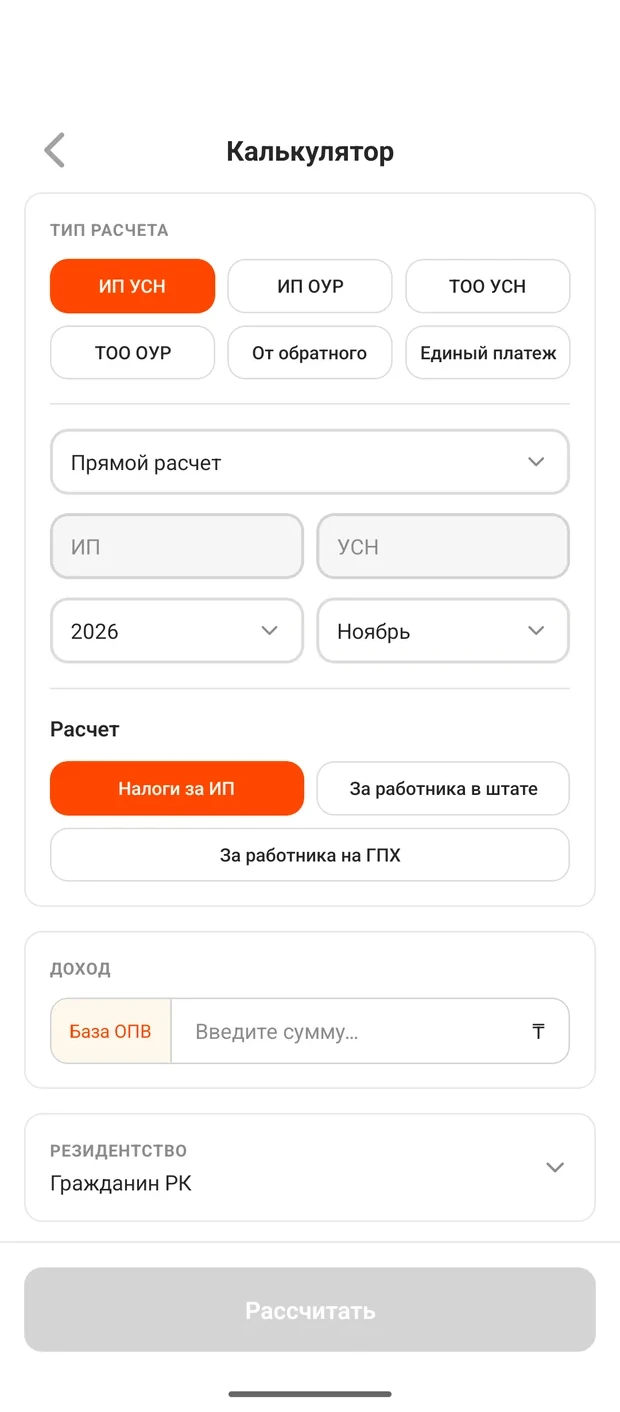 Калькулятор
ТИП РАСЧЕТА
ИП УСН
ИП ОУР
ТОО УСН
ТОО ОУР
От обратного
Единый платеж
Прямой расчет
ИП
УСН
2026
Ноябрь
Расчет
Налоги за ИП
За работника в штате
За работника на ГПХ
ДОХОД
База ОПВ
Введите сумму...
₸
РЕЗИДЕНТСТВО
Гражданин РК
Рассчитать